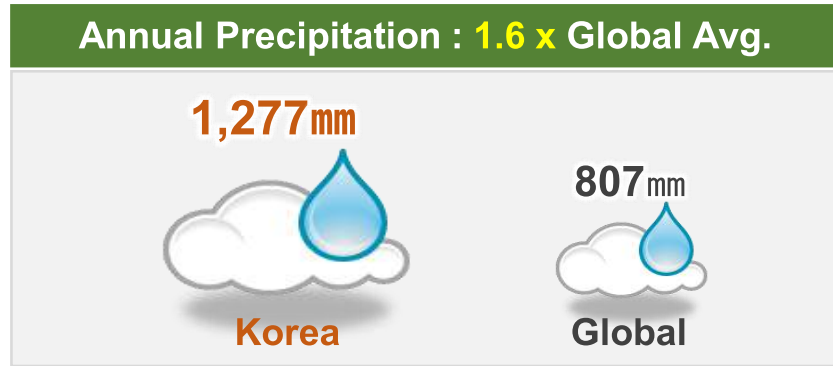 Annual Precipitation : 1.6 x Global Avg.
1,277㎜
807㎜
Korea
Global